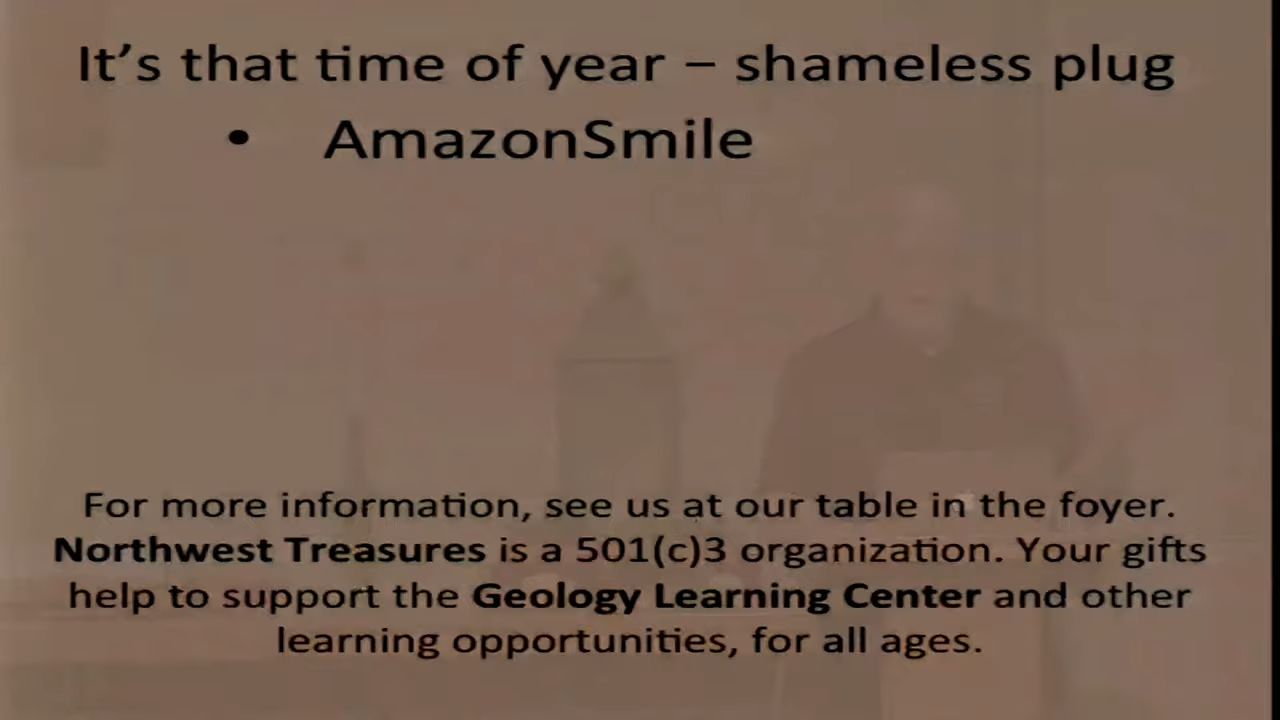 It's that time of year – shameless plug
• AmazonSmile
For more information, see us at our table in the foyer.
Northwest Treasures is a 501(c)3 organization. Your gifts
help to support the Geology Learning Center and other
learning opportunities, for all ages.